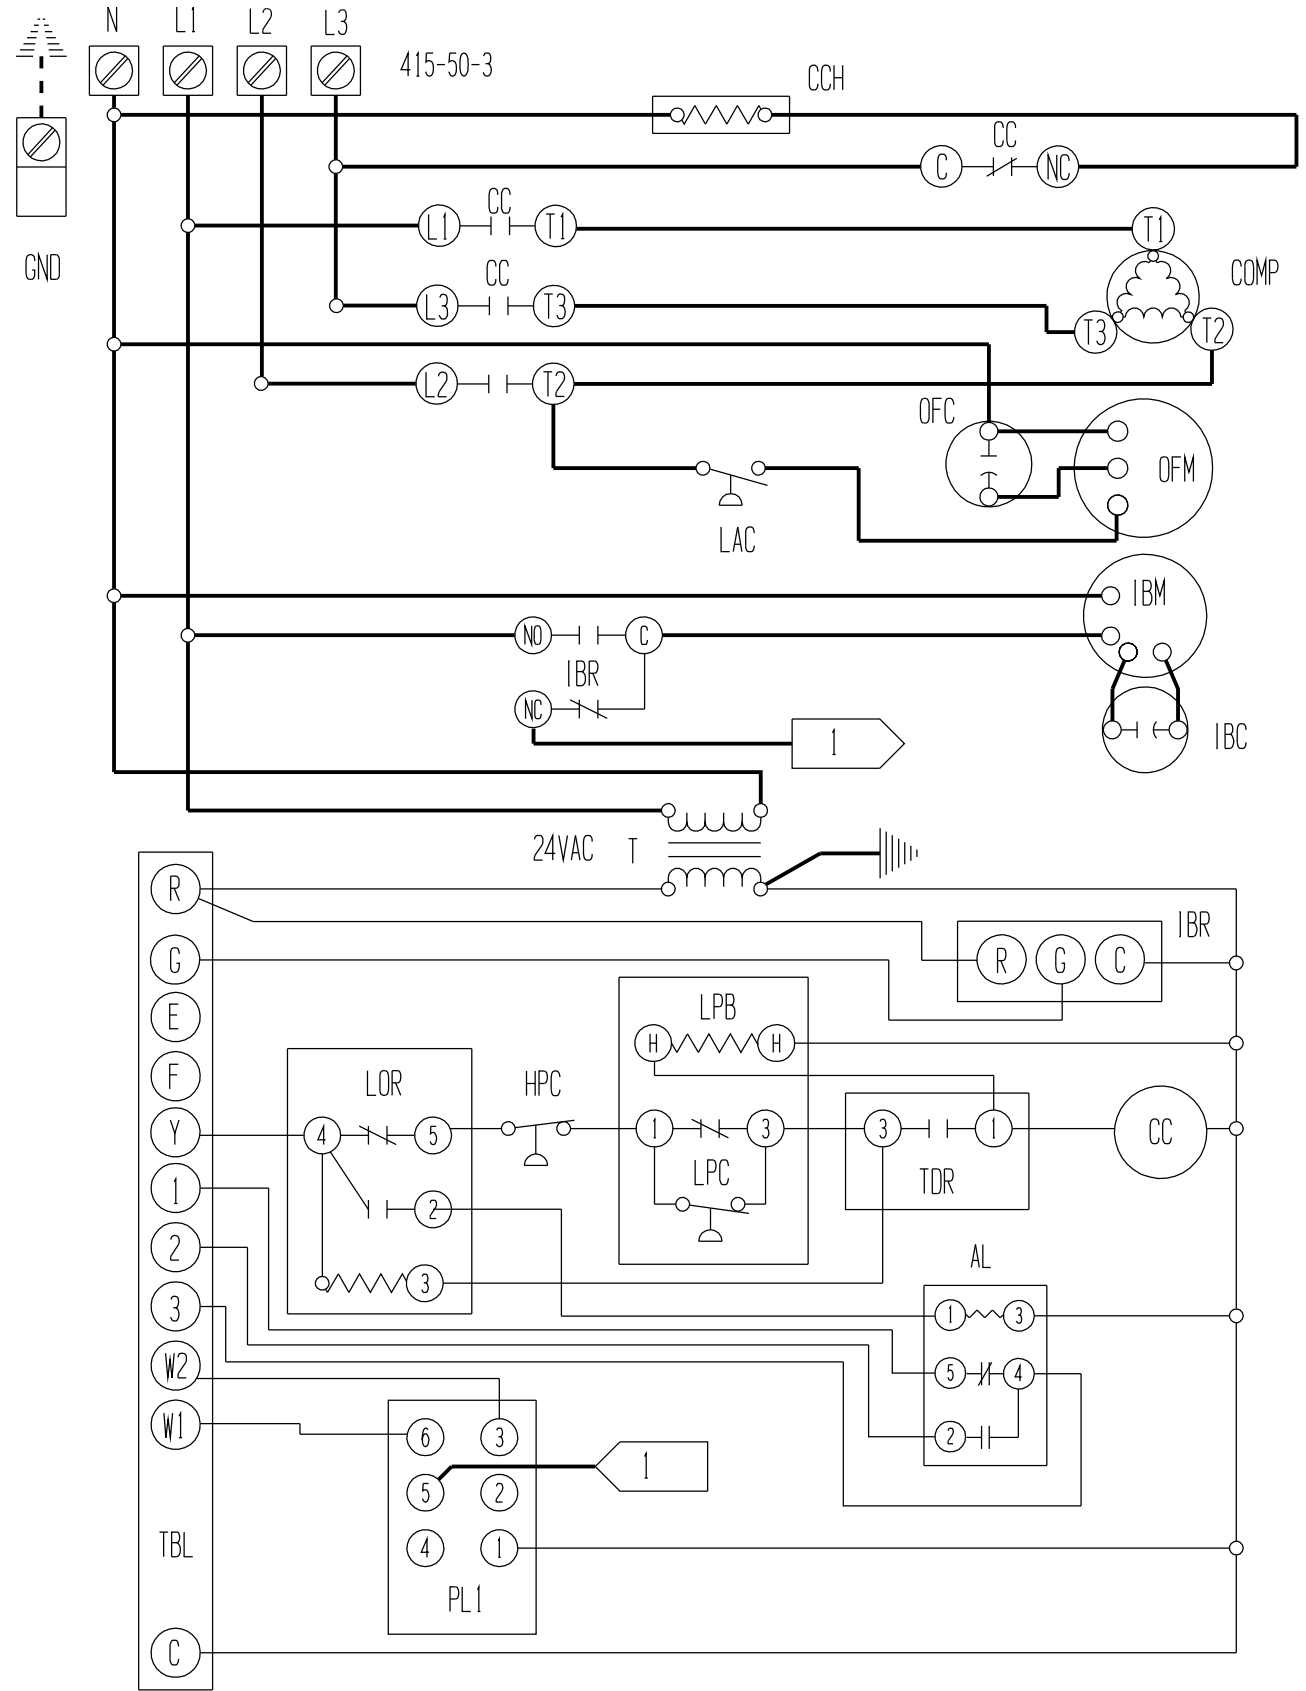 N L1 L2 L3
415-50-3
CCH
CC
C NC
CC
L1 T1 T1
GND
CC
COMP
L3 T3 T3 T2
L2 T2
OFC
OFM
LAC
IBM
NO C
IBR
NC
1
IBC
24VAC T
R
IBR
G
R G C
E
LPB
H H
F
LOR
HPC
Y
4 5
1 3
3 1
CC
LPC
TDR
1
2
2
AL
3
3
1 3
W2
5 4
W1
6 3
2
1
5 2
4 1
TBL
PL1
C